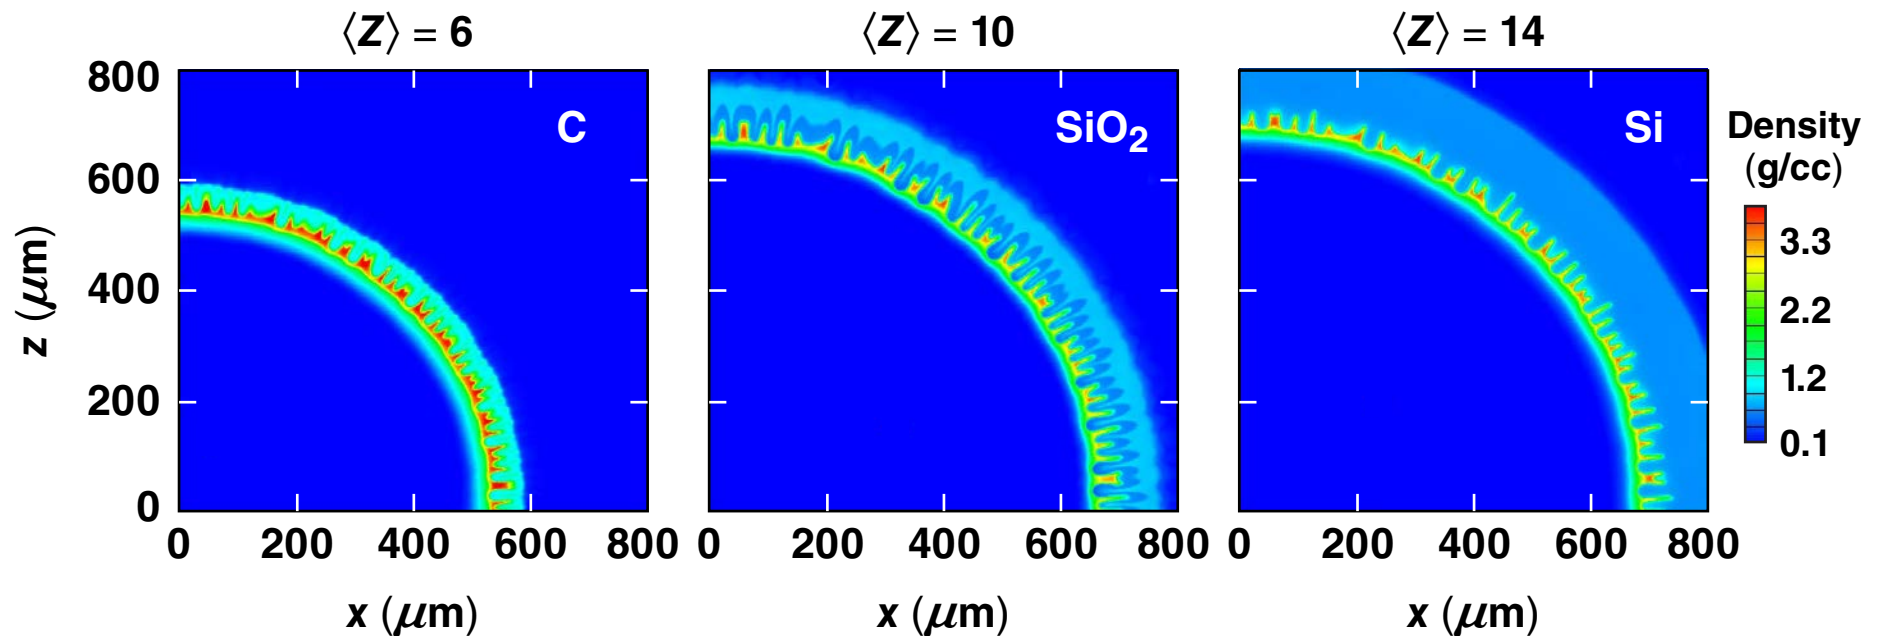 ⟨Z⟩ = 6
⟨Z⟩ = 10
⟨Z⟩ = 14
800
600
400
200
0
z (μm)
C
SiO₂
Si
Density
(g/cc)
3.3
2.2
1.2
0.1
0 200 400 600 800
0 200 400 600 800
0 200 400 600 800
x (μm)
x (μm)
x (μm)